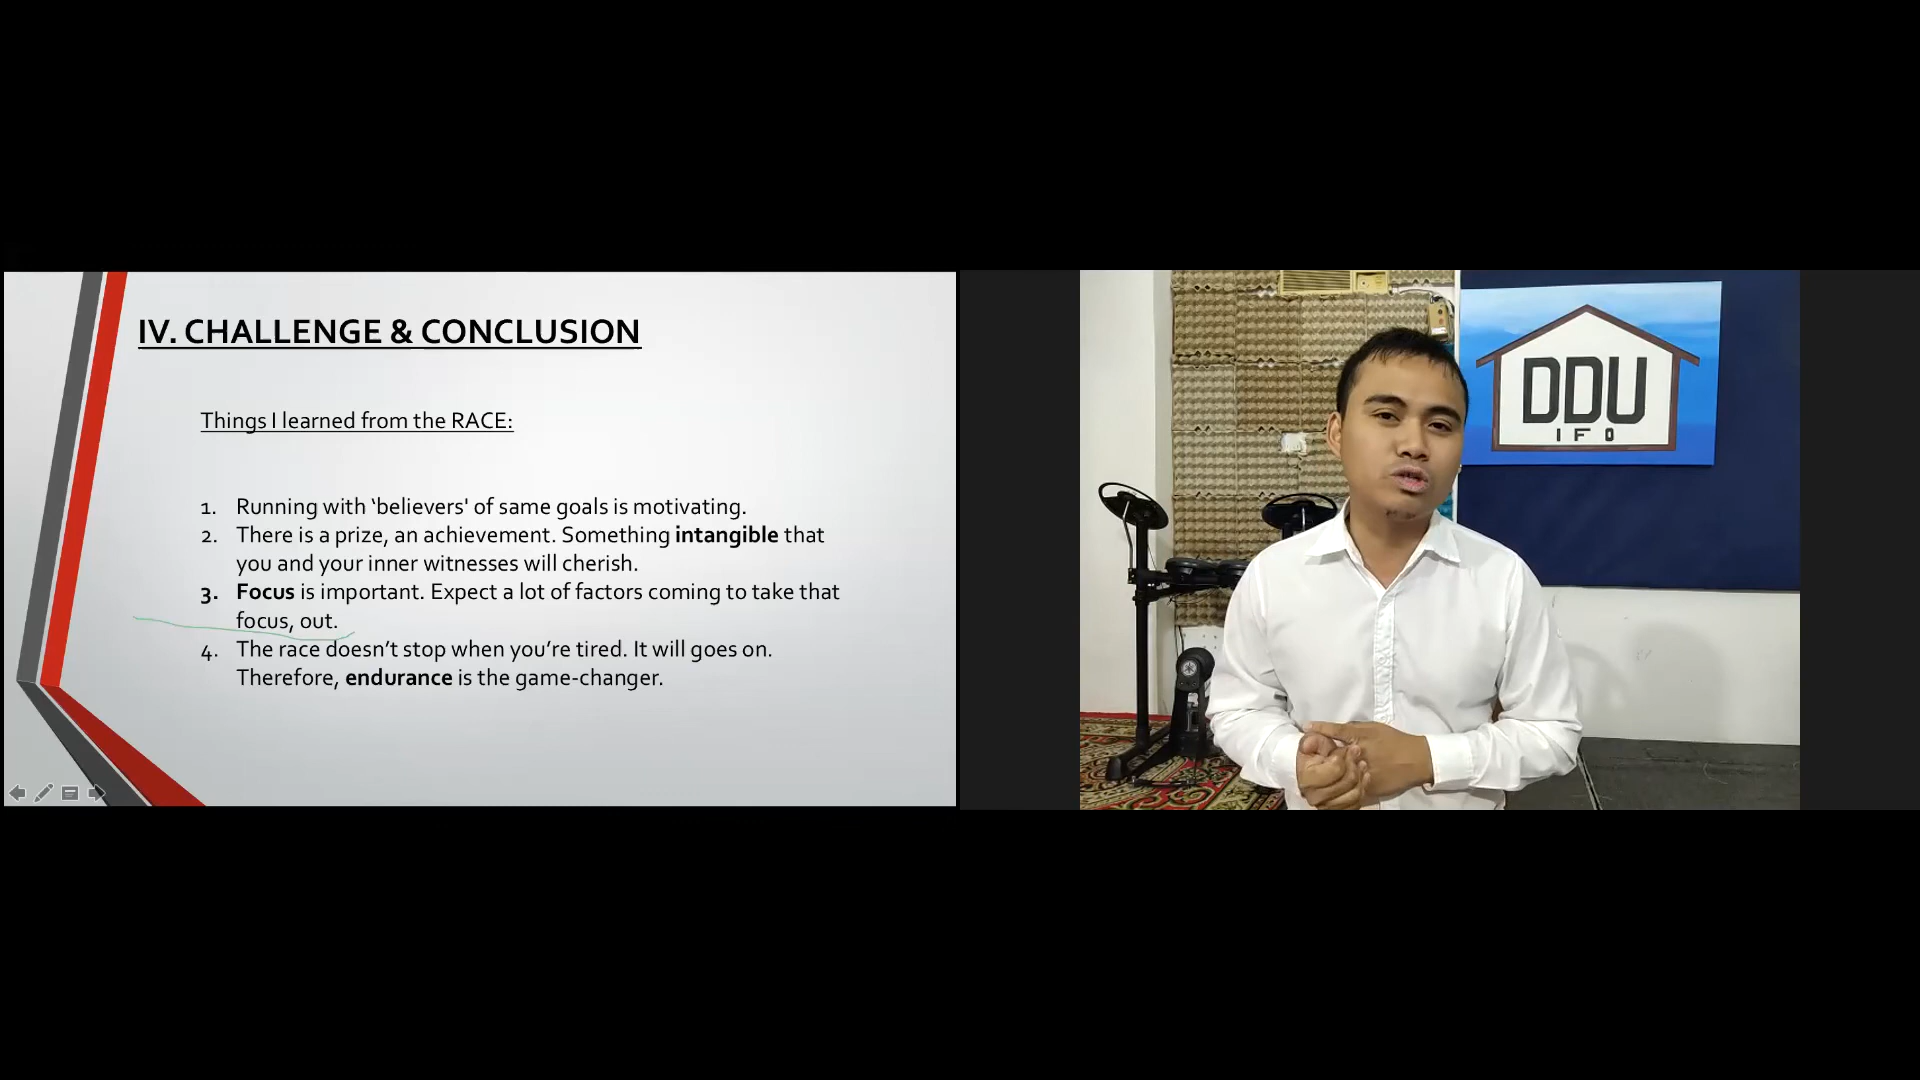 IV. CHALLENGE & CONCLUSION
Things I learned from the RACE:
1. Running with ‘believers' of same goals is motivating.
2. There is a prize, an achievement. Something intangible that
you and your inner witnesses will cherish.
3. Focus is important. Expect a lot of factors coming to take that
focus, out.
4. The race doesn’t stop when you’re tired. It will goes on.
Therefore, endurance is the game-changer.
DDU
IFO